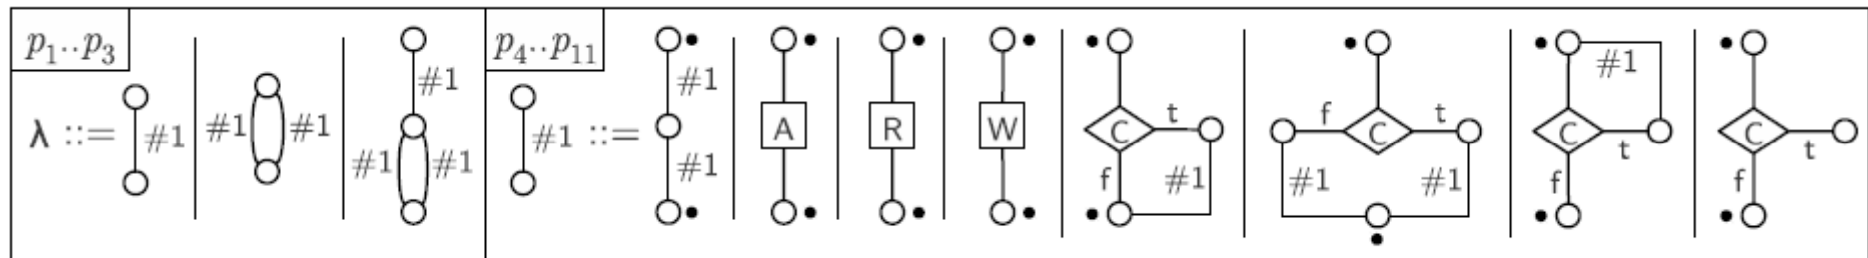 p₁..p₃
λ ::= #1 | #1 #1 | #1 #1 #1
p₄..p₁₁
#1 ::= #1 #1 | A | R | W | C t f #1 | f C t #1 #1 | #1 C t f | C t f